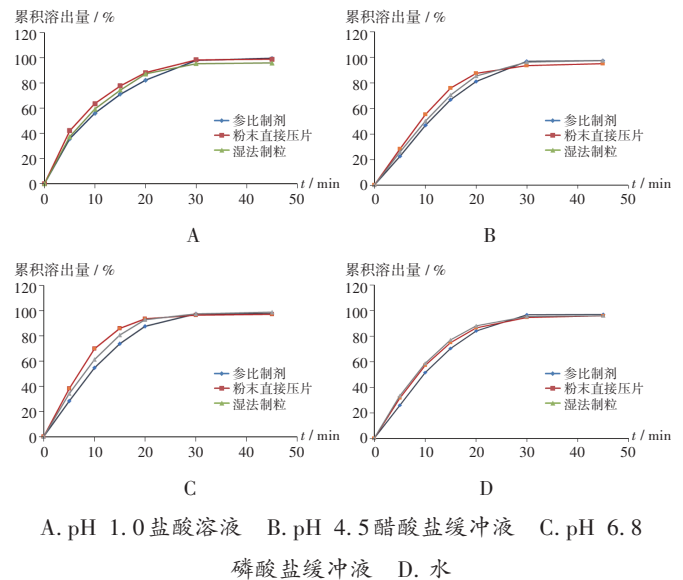 累积溶出量 / %
120
100
80
60
40
20
0
0 10 20 30 40 50
t / min
参比制剂
粉末直接压片
湿法制粒
A
累积溶出量 / %
120
100
80
60
40
20
0
0 10 20 30 40 50
t / min
参比制剂
粉末直接压片
湿法制粒
B
累积溶出量 / %
120
100
80
60
40
20
0
0 10 20 30 40 50
t / min
参比制剂
粉末直接压片
湿法制粒
C
累积溶出量 / %
120
100
80
60
40
20
0
0 10 20 30 40 50
t / min
参比制剂
粉末直接压片
湿法制粒
D
A. pH 1.0盐酸溶液 B. pH 4.5醋酸盐缓冲液 C. pH 6.8
磷酸盐缓冲液 D. 水